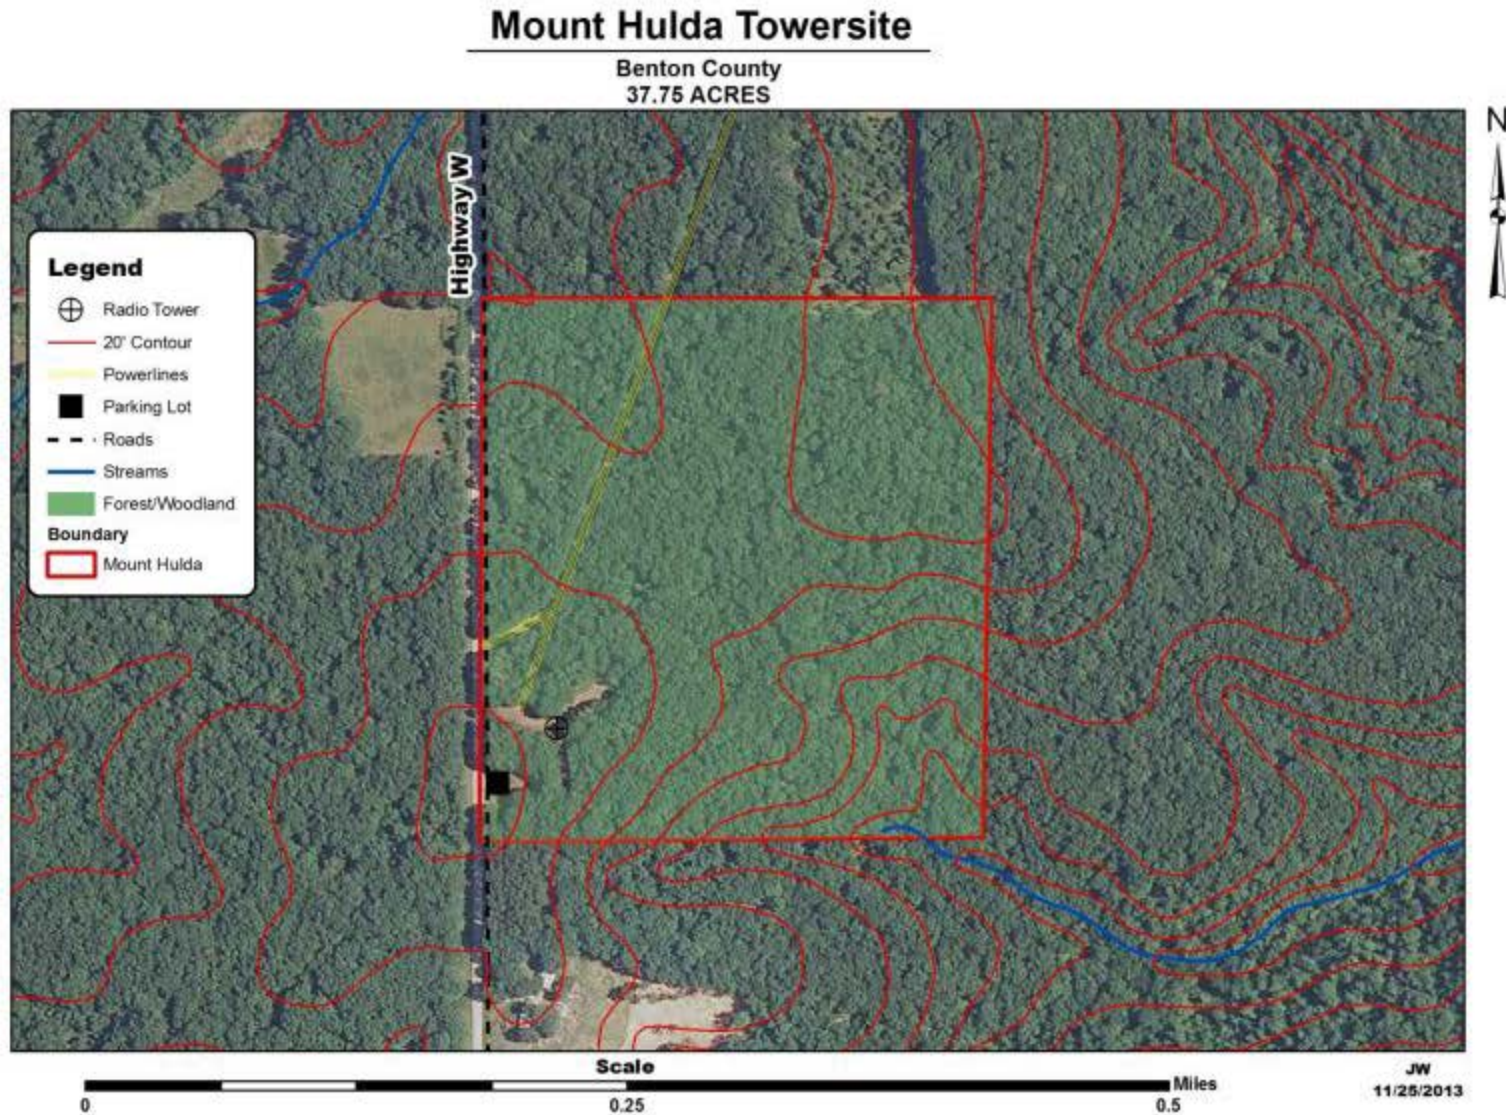 Mount Hulda Towersite
Benton County
37.75 ACRES
N
Highway W
Legend
Radio Tower
20' Contour
Powerlines
Parking Lot
Roads
Streams
Forest/Woodland
Boundary
Mount Hulda
Scale
Miles
0
0.25
0.5
JW
11/25/2013